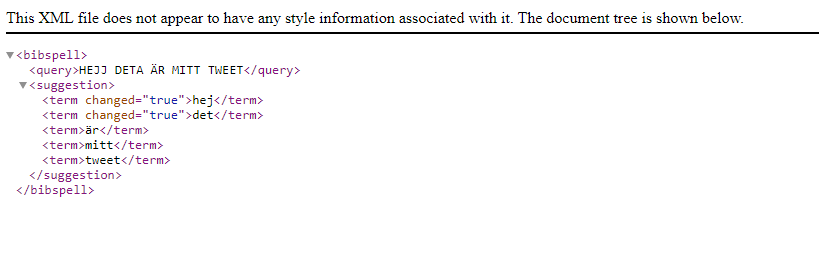 This XML file does not appear to have any style information associated with it. The document tree is shown below.
▼<bibspell>
<query>HEJJ DETA ÄR MITT TWEET</query>
▼<suggestion>
<term changed="true">hej</term>
<term changed="true">det</term>
<term>är</term>
<term>mitt</term>
<term>tweet</term>
</suggestion>
</bibspell>